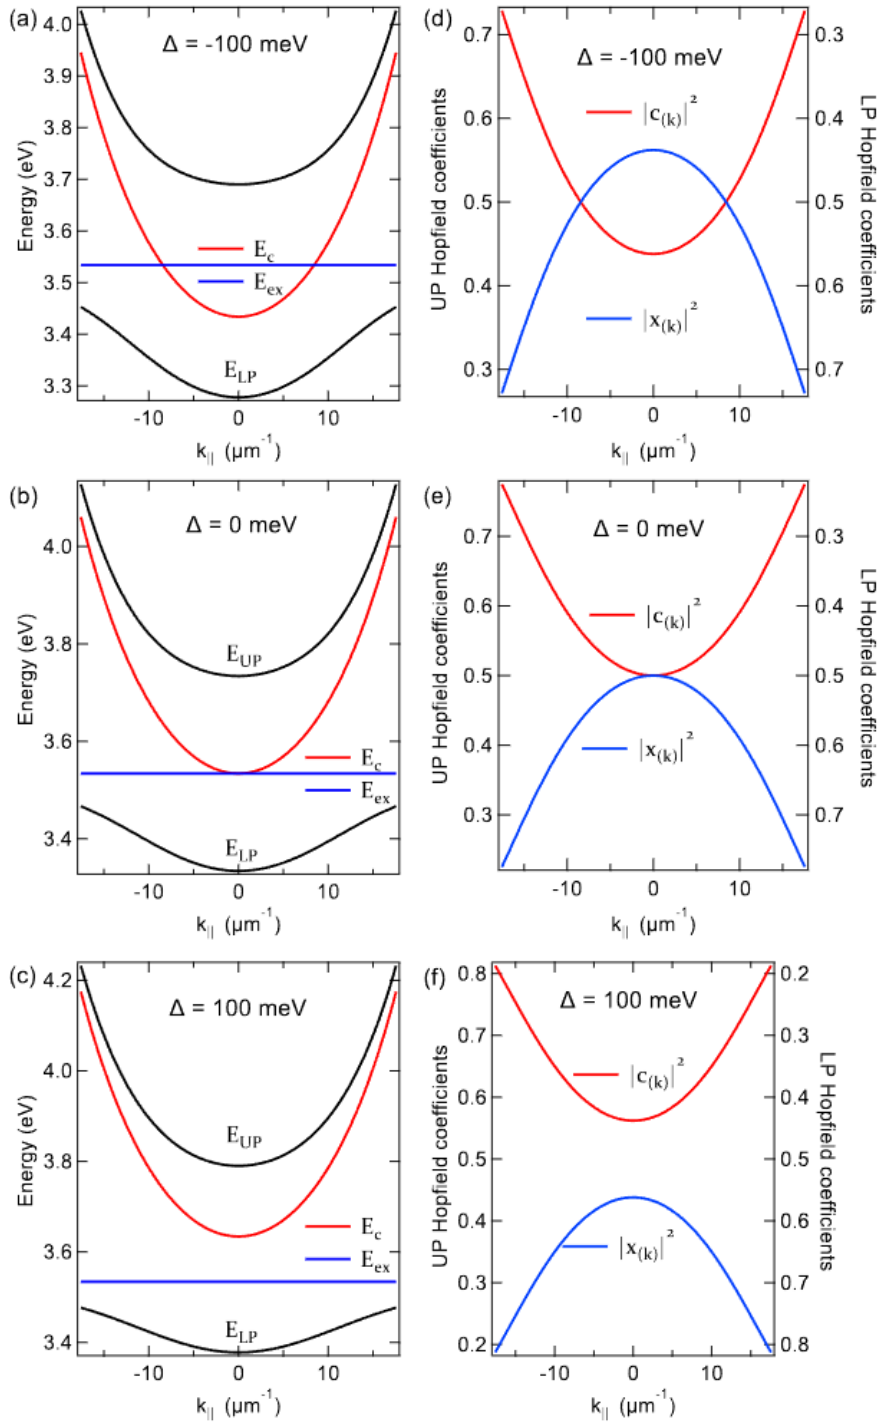 (a)
Δ = -100 meV
Energy (eV)
4.0
3.9
3.8
3.7
3.6
3.5
3.4
3.3
E_c
E_ex
E_LP
-10 0 10
k_|| (µm⁻¹)
(d)
Δ = -100 meV
UP Hopfield coefficients
0.7
0.6
0.5
0.4
0.3
|c_(k)|²
|x_(k)|²
0.3
0.4
0.5
0.6
0.7
LP Hopfield coefficients
-10 0 10
k_|| (µm⁻¹)
(b)
Δ = 0 meV
Energy (eV)
4.0
3.8
3.6
3.4
E_UP
E_c
E_ex
E_LP
-10 0 10
k_|| (µm⁻¹)
(e)
Δ = 0 meV
UP Hopfield coefficients
0.7
0.6
0.5
0.4
0.3
|c_(k)|²
|x_(k)|²
0.3
0.4
0.5
0.6
0.7
LP Hopfield coefficients
-10 0 10
k_|| (µm⁻¹)
(c)
Δ = 100 meV
Energy (eV)
4.2
4.0
3.8
3.6
3.4
E_UP
E_c
E_ex
E_LP
-10 0 10
k_|| (µm⁻¹)
(f)
Δ = 100 meV
UP Hopfield coefficients
0.8
0.7
0.6
0.5
0.4
0.3
0.2
|c_(k)|²
|x_(k)|²
0.2
0.3
0.4
0.5
0.6
0.7
0.8
LP Hopfield coefficients
-10 0 10
k_|| (µm⁻¹)